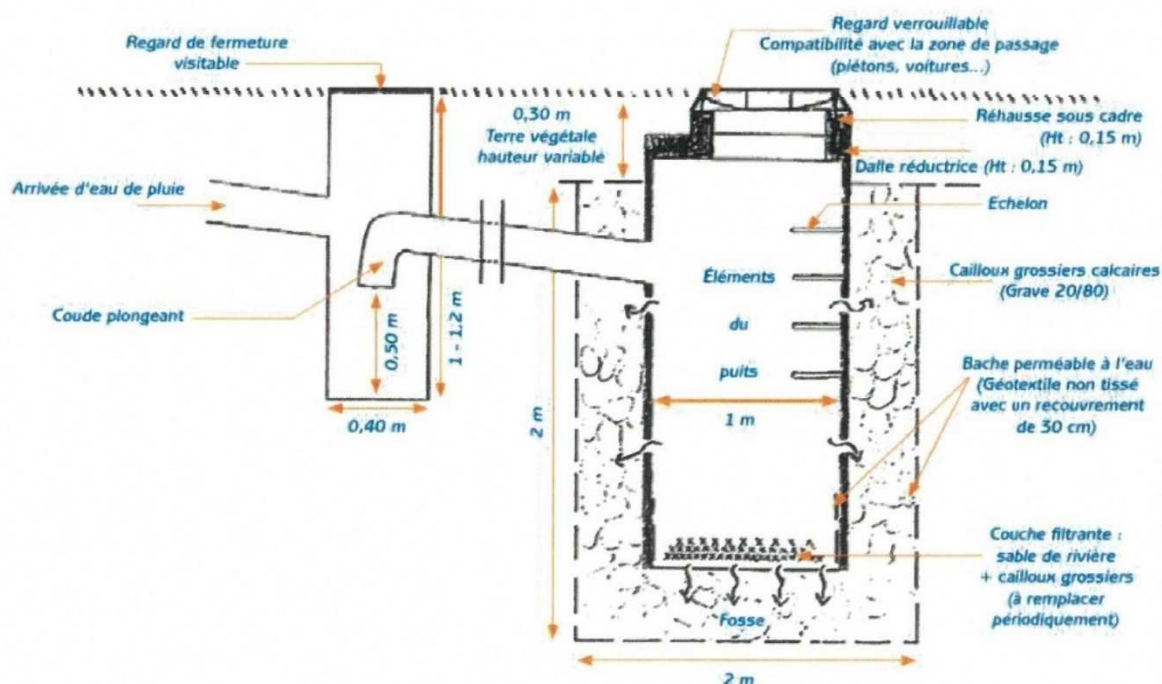 Regard de fermeture
visitable
Regard verrouillable
Compatibilité avec la zone de passage
(piétons, voitures...)
0,30 m
Terre végétale
hauteur variable
Réhausse sous cadre
(Ht : 0,15 m)
Dalle réductrice (Ht : 0,15 m)
Arrivée d'eau de pluie
Echelon
Éléments
du
puits
Cailloux grossiers calcaires
(Grave 20/80)
Coude plongeant
0,50 m
1 - 1,2 m
0,40 m
2 m
1 m
Bache perméable à l'eau
(Géotextile non tissé
avec un recouvrement
de 30 cm)
Couche filtrante :
sable de rivière
+ cailloux grossiers
(à remplacer
périodiquement)
Fosse
2 m